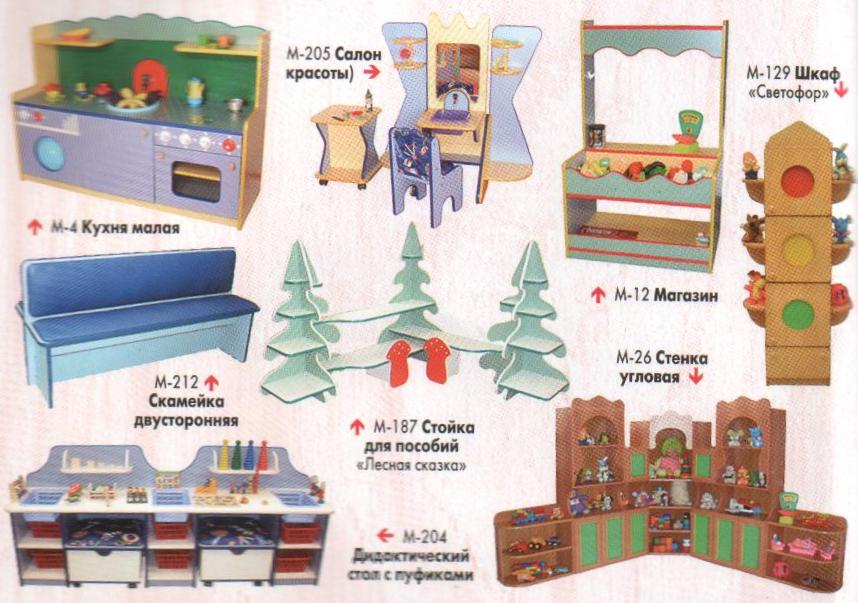 М-205 Салон
красоты) →
М-129 Шкаф
«Светофор» ↓
↑ М-4 Кухня малая
↑ М-12 Магазин
М-212 ↑
Скамейка
двусторонняя
М-26 Стенка
угловая ↓
↑ М-187 Стойка
для пособий
«Лесная сказка»
← М-204
Дидактический
стол с пуфиками